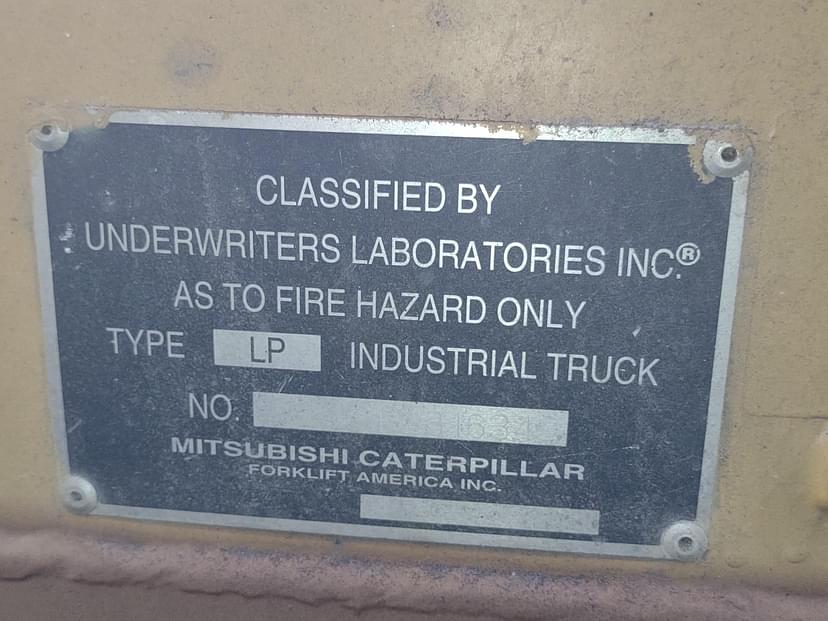 CLASSIFIED BY
UNDERWRITERS LABORATORIES INC.®
AS TO FIRE HAZARD ONLY
TYPE LP INDUSTRIAL TRUCK
NO.
MITSUBISHI CATERPILLAR
FORKLIFT AMERICA INC.